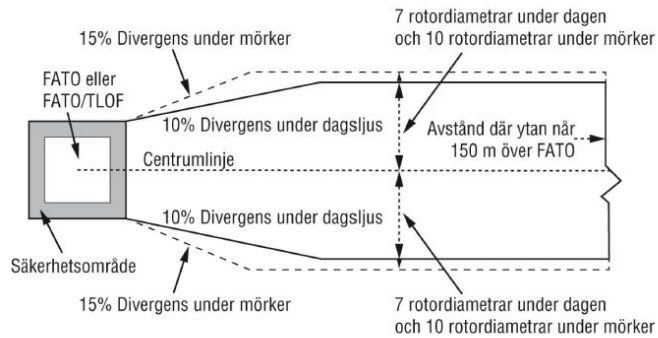 7 rotordiametrar under dagen
och 10 rotordiametrar under mörker
15% Divergens under mörker
FATO eller
FATO/TLOF
10% Divergens under dagsljus
Avstånd där ytan når
150 m över FATO
Centrumlinje
10% Divergens under dagsljus
Säkerhetsområde
15% Divergens under mörker
7 rotordiametrar under dagen
och 10 rotordiametrar under mörker